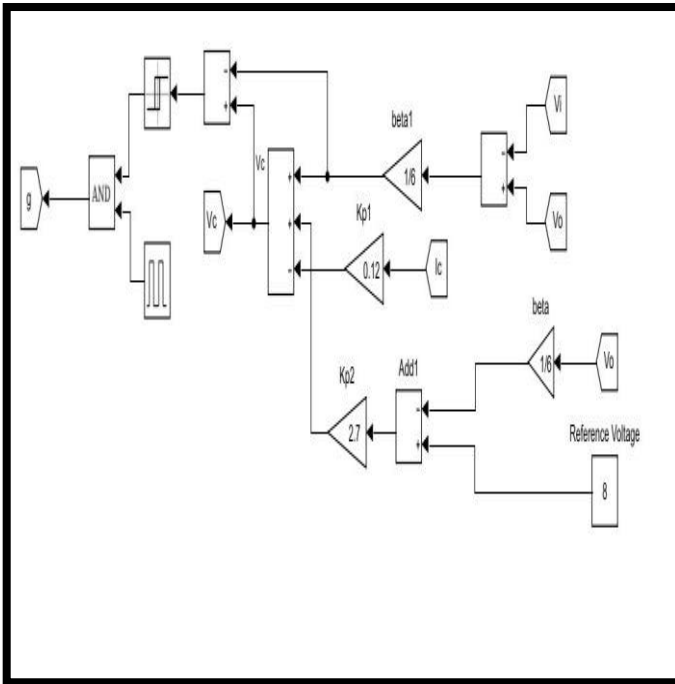 beta1
Vi
1/6
Vc
g
AND
Kp1
Vc
Vo
0.12
Ic
beta
Add1
1/6
Vo
Kp2
2.7
Reference Voltage
8